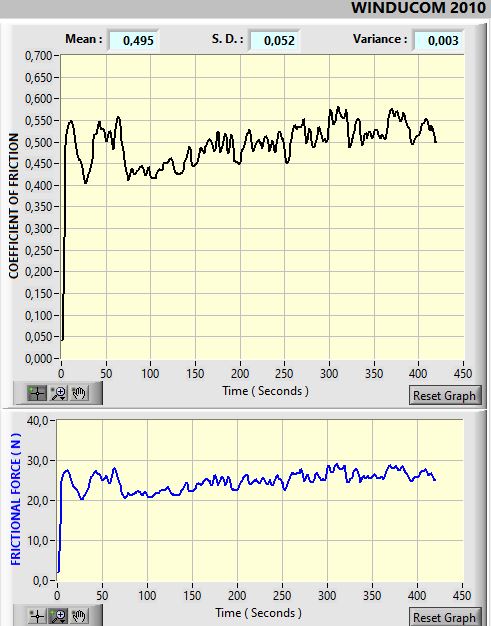 WINDUCOM 2010
Mean : 0,495 S. D. : 0,052 Variance : 0,003
0,700
0,650
0,600
0,550
0,500
0,450
0,400
0,350
0,300
0,250
0,200
0,150
0,100
0,050
0,000
COEFFICIENT OF FRICTION
0 50 100 150 200 250 300 350 400 450
Time ( Seconds )
Reset Graph
40,0
30,0
20,0
10,0
0,0
FRICTIONAL FORCE ( N )
0 50 100 150 200 250 300 350 400 450
Time ( Seconds )
Reset Graph